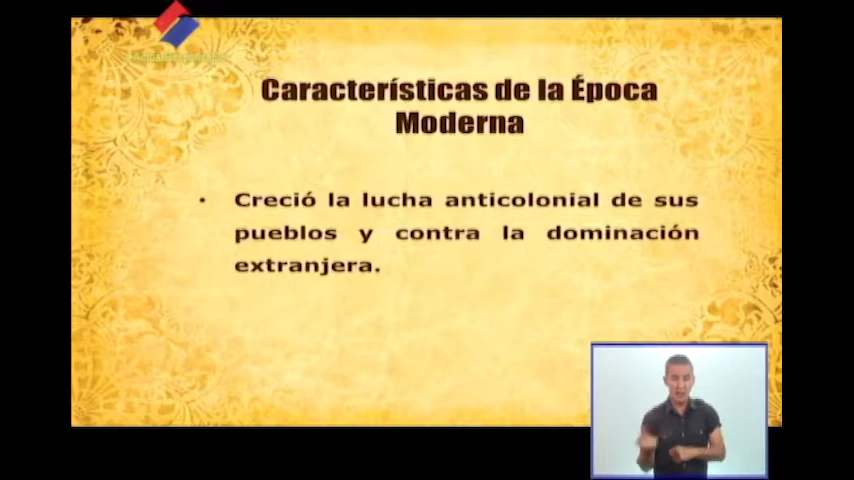 Características de la Época
Moderna
• Creció la lucha anticolonial de sus
pueblos y contra la dominación
extranjera.